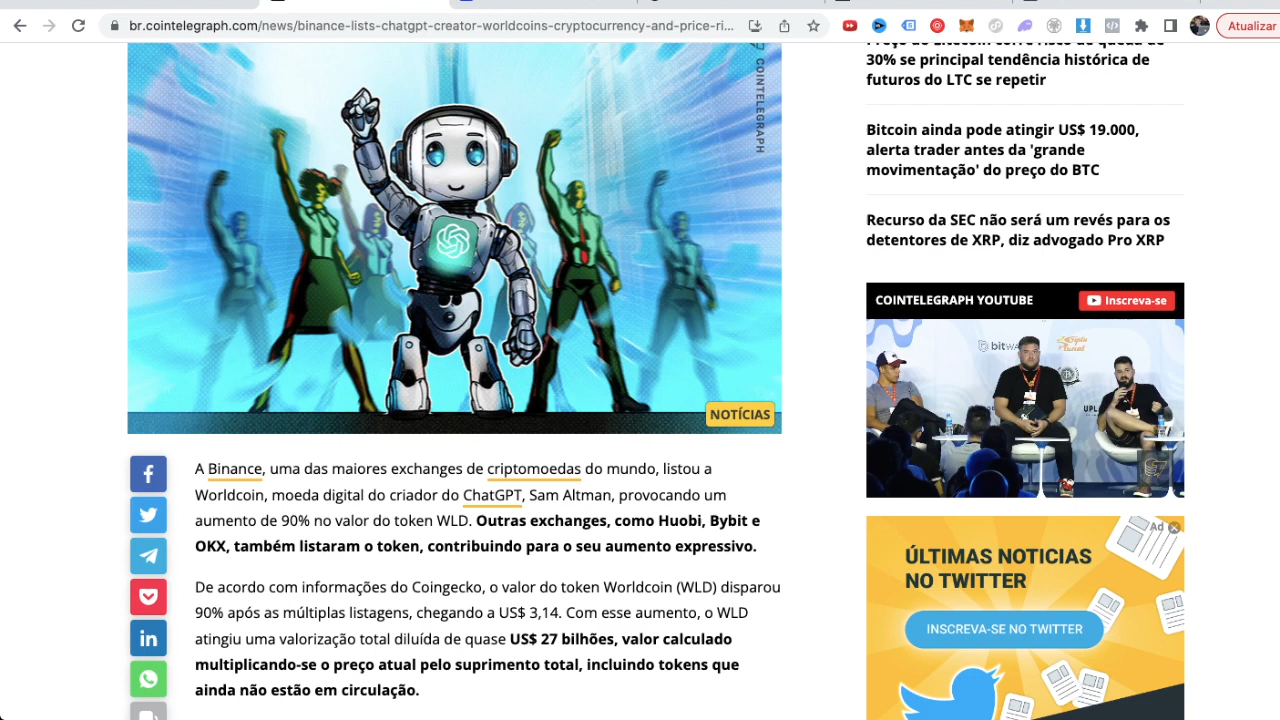 br.cointelegraph.com/news/binance-lists-chatgpt-creator-worldcoins-cryptocurrency-and-price-ri...
Atualizar
COINTELEGRAPH
NOTÍCIAS
A Binance, uma das maiores exchanges de criptomoedas do mundo, listou a
Worldcoin, moeda digital do criador do ChatGPT, Sam Altman, provocando um
aumento de 90% no valor do token WLD. Outras exchanges, como Huobi, Bybit e
OKX, também listaram o token, contribuindo para o seu aumento expressivo.
De acordo com informações do Coingecko, o valor do token Worldcoin (WLD) disparou
90% após as múltiplas listagens, chegando a US$ 3,14. Com esse aumento, o WLD
atingiu uma valorização total diluída de quase US$ 27 bilhões, valor calculado
multiplicando-se o preço atual pelo suprimento total, incluindo tokens que
ainda não estão em circulação.
Preço do Litecoin corre risco de queda de
30% se principal tendência histórica de
futuros do LTC se repetir
Bitcoin ainda pode atingir US$ 19.000,
alerta trader antes da 'grande
movimentação' do preço do BTC
Recurso da SEC não será um revés para os
detentores de XRP, diz advogado Pro XRP
COINTELEGRAPH YOUTUBE
Inscreva-se
Ad
ÚLTIMAS NOTICIAS
NO TWITTER
INSCREVA-SE NO TWITTER